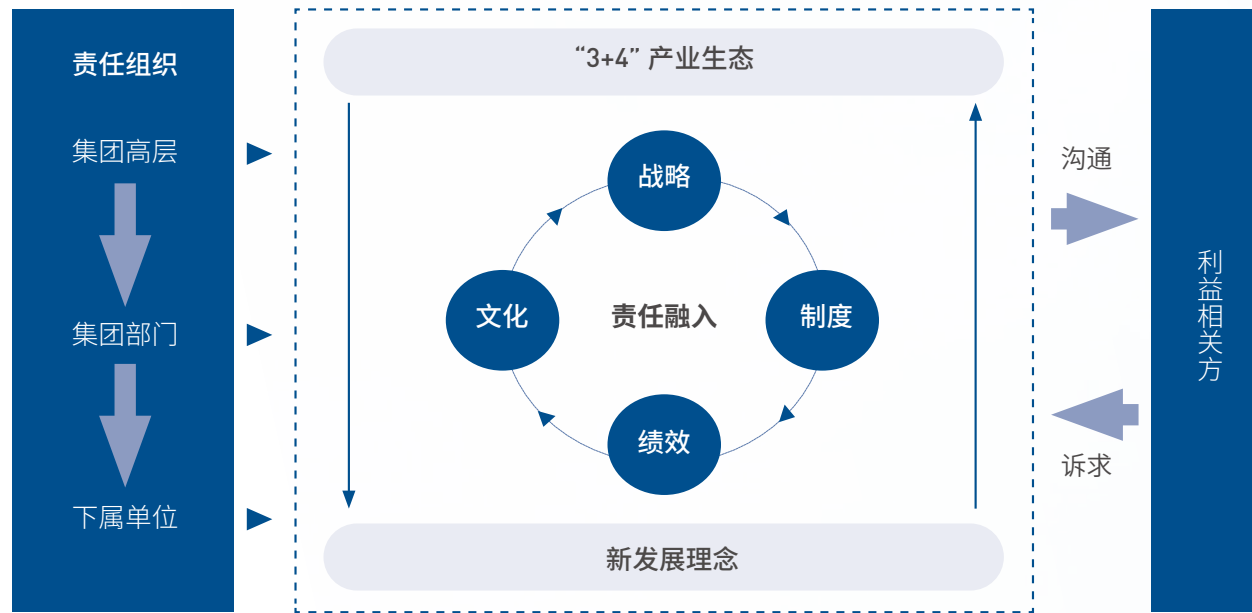 责任组织
集团高层
集团部门
下属单位
“3+4” 产业生态
战略
文化
责任融入
制度
绩效
新发展理念
沟通
诉求
利益相关方